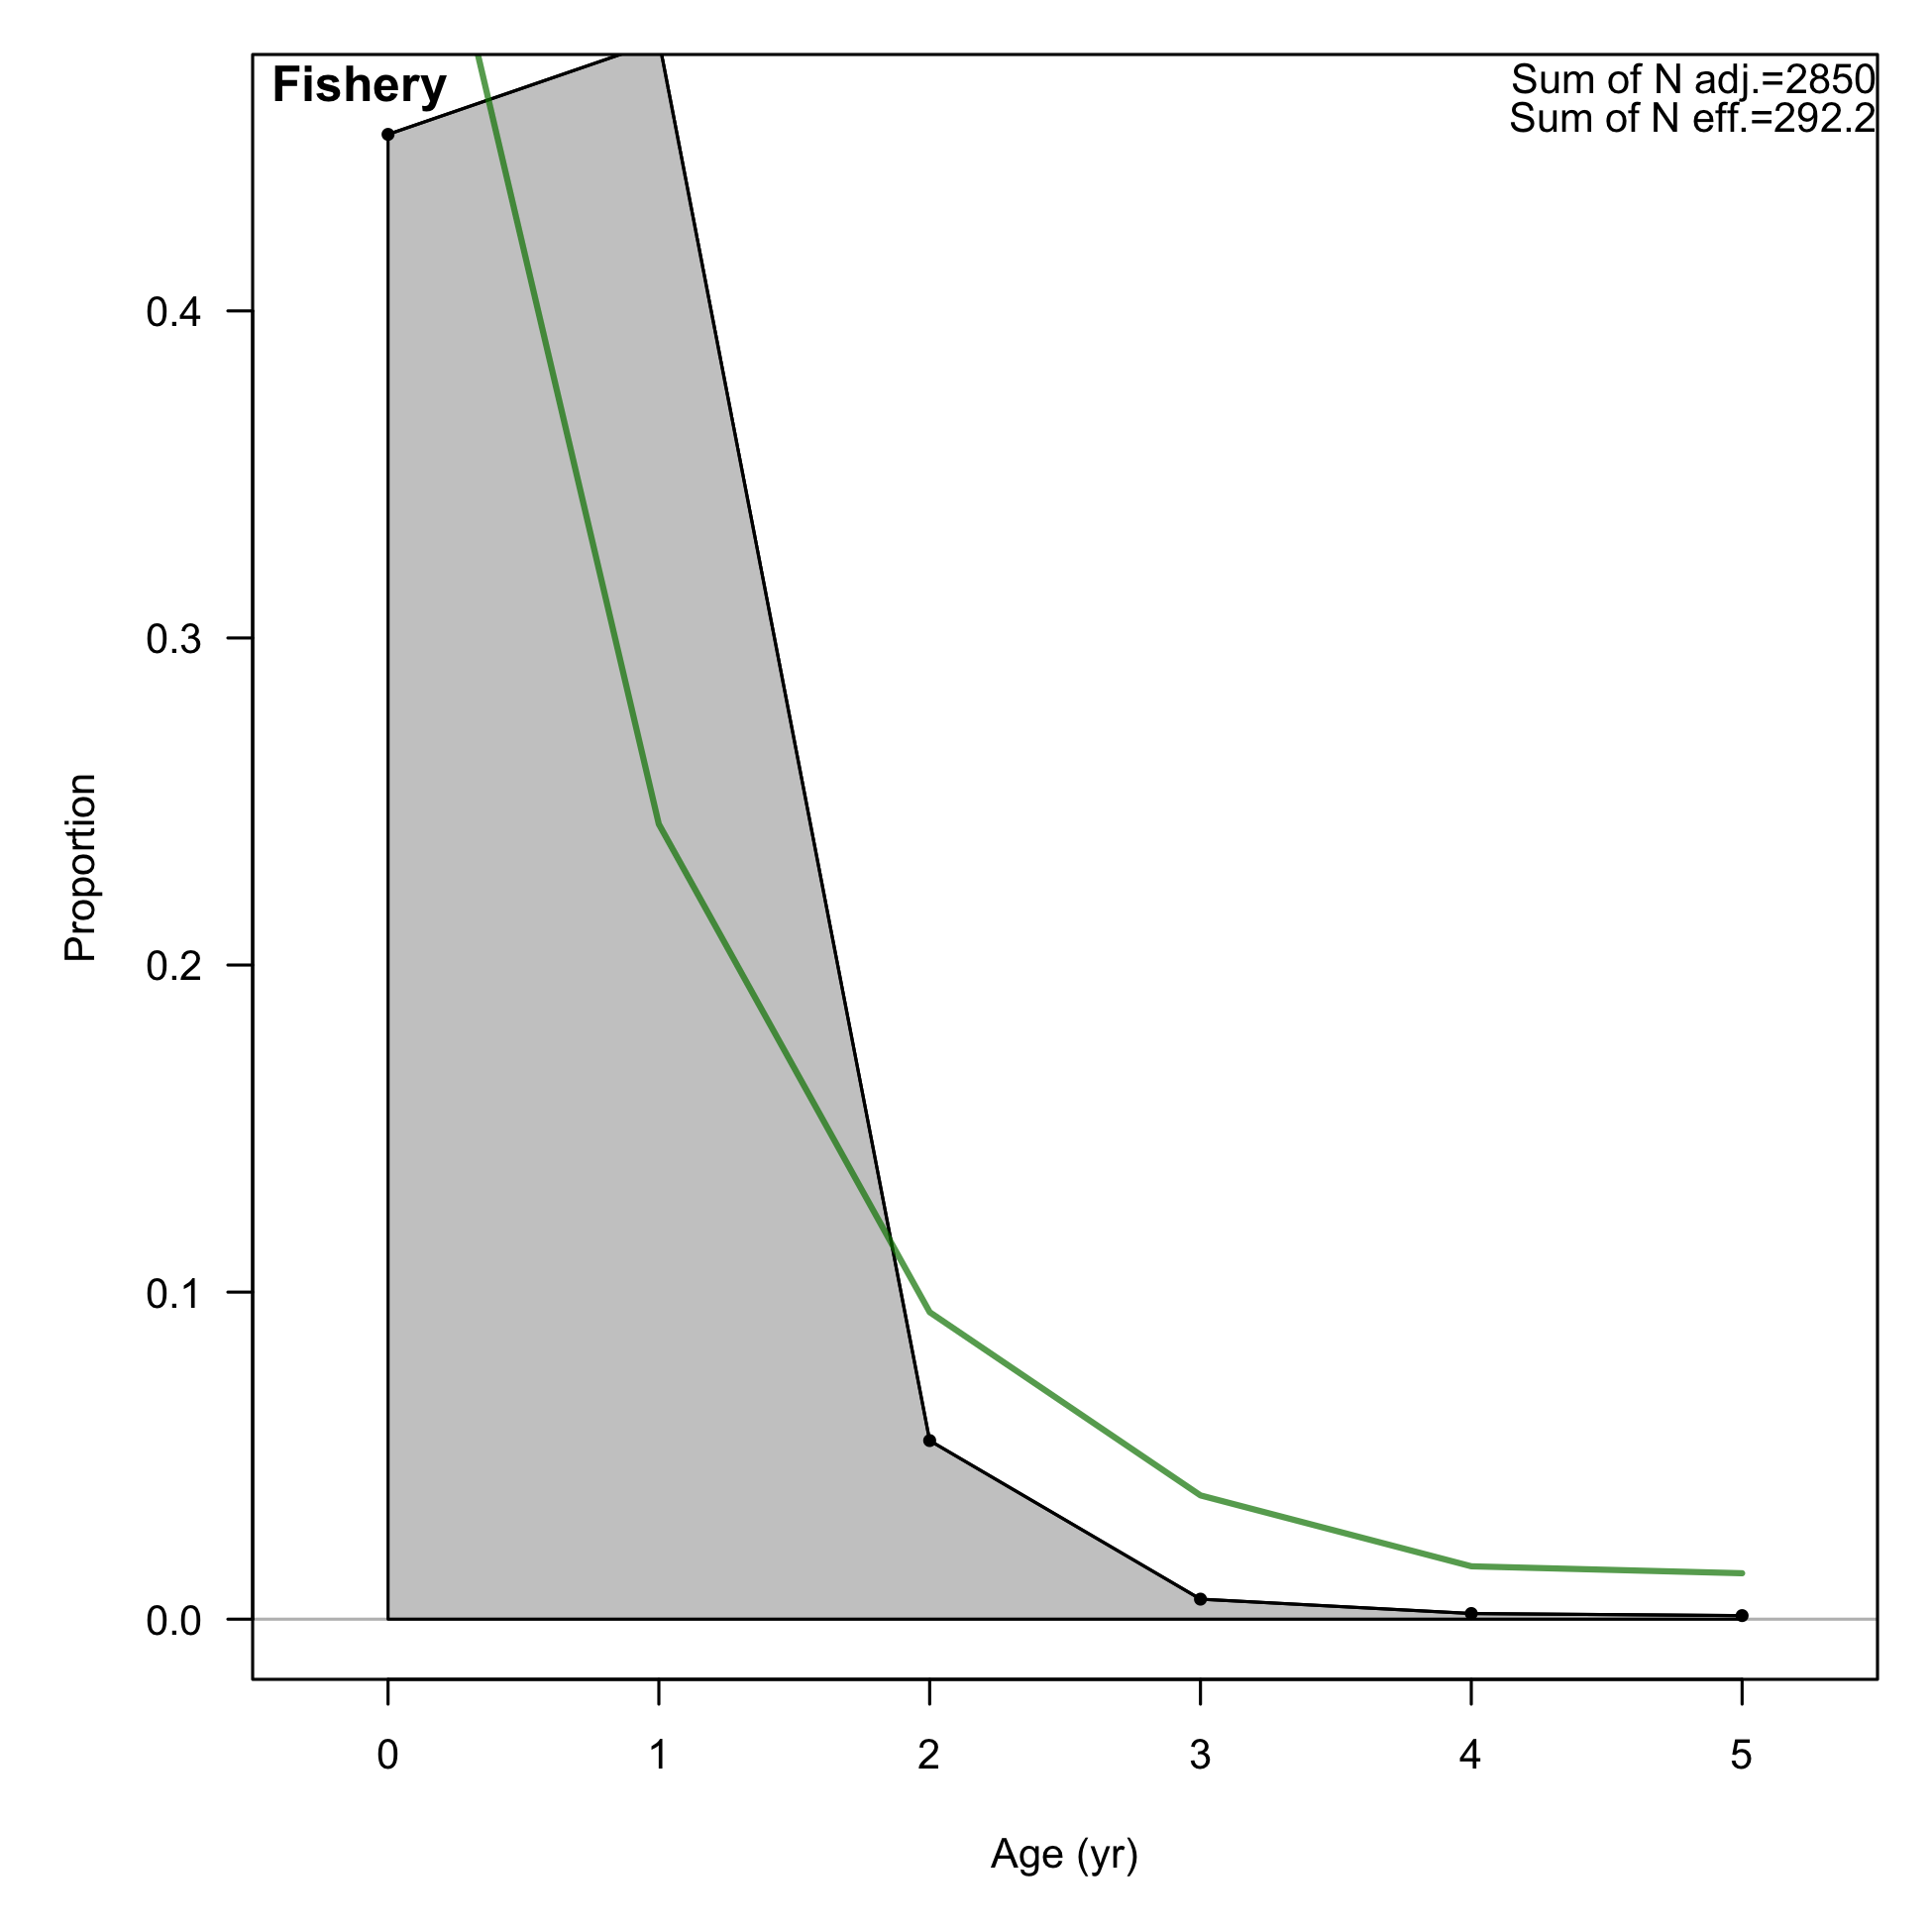 Fishery
Sum of N adj.=2850
Sum of N eff.=292.2
0.4
0.3
0.2
0.1
0.0
Proportion
0 1 2 3 4 5
Age (yr)